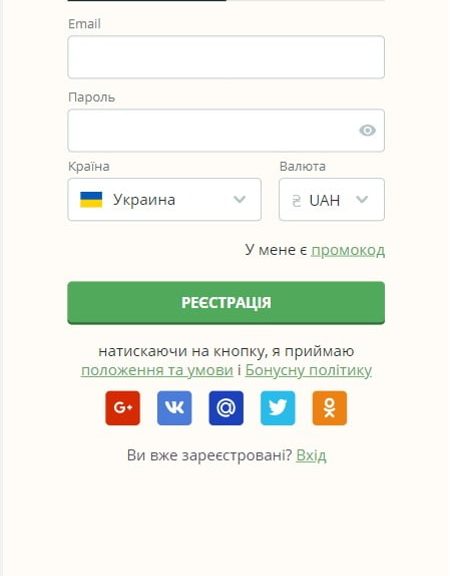 Email
Пароль
Країна
Валюта
Украина
₴ UAH
У мене є промокод
РЕЄСТРАЦІЯ
натискаючи на кнопку, я приймаю
положення та умови і Бонусну політику
G+
@
Ви вже зареєстровані? Вхід